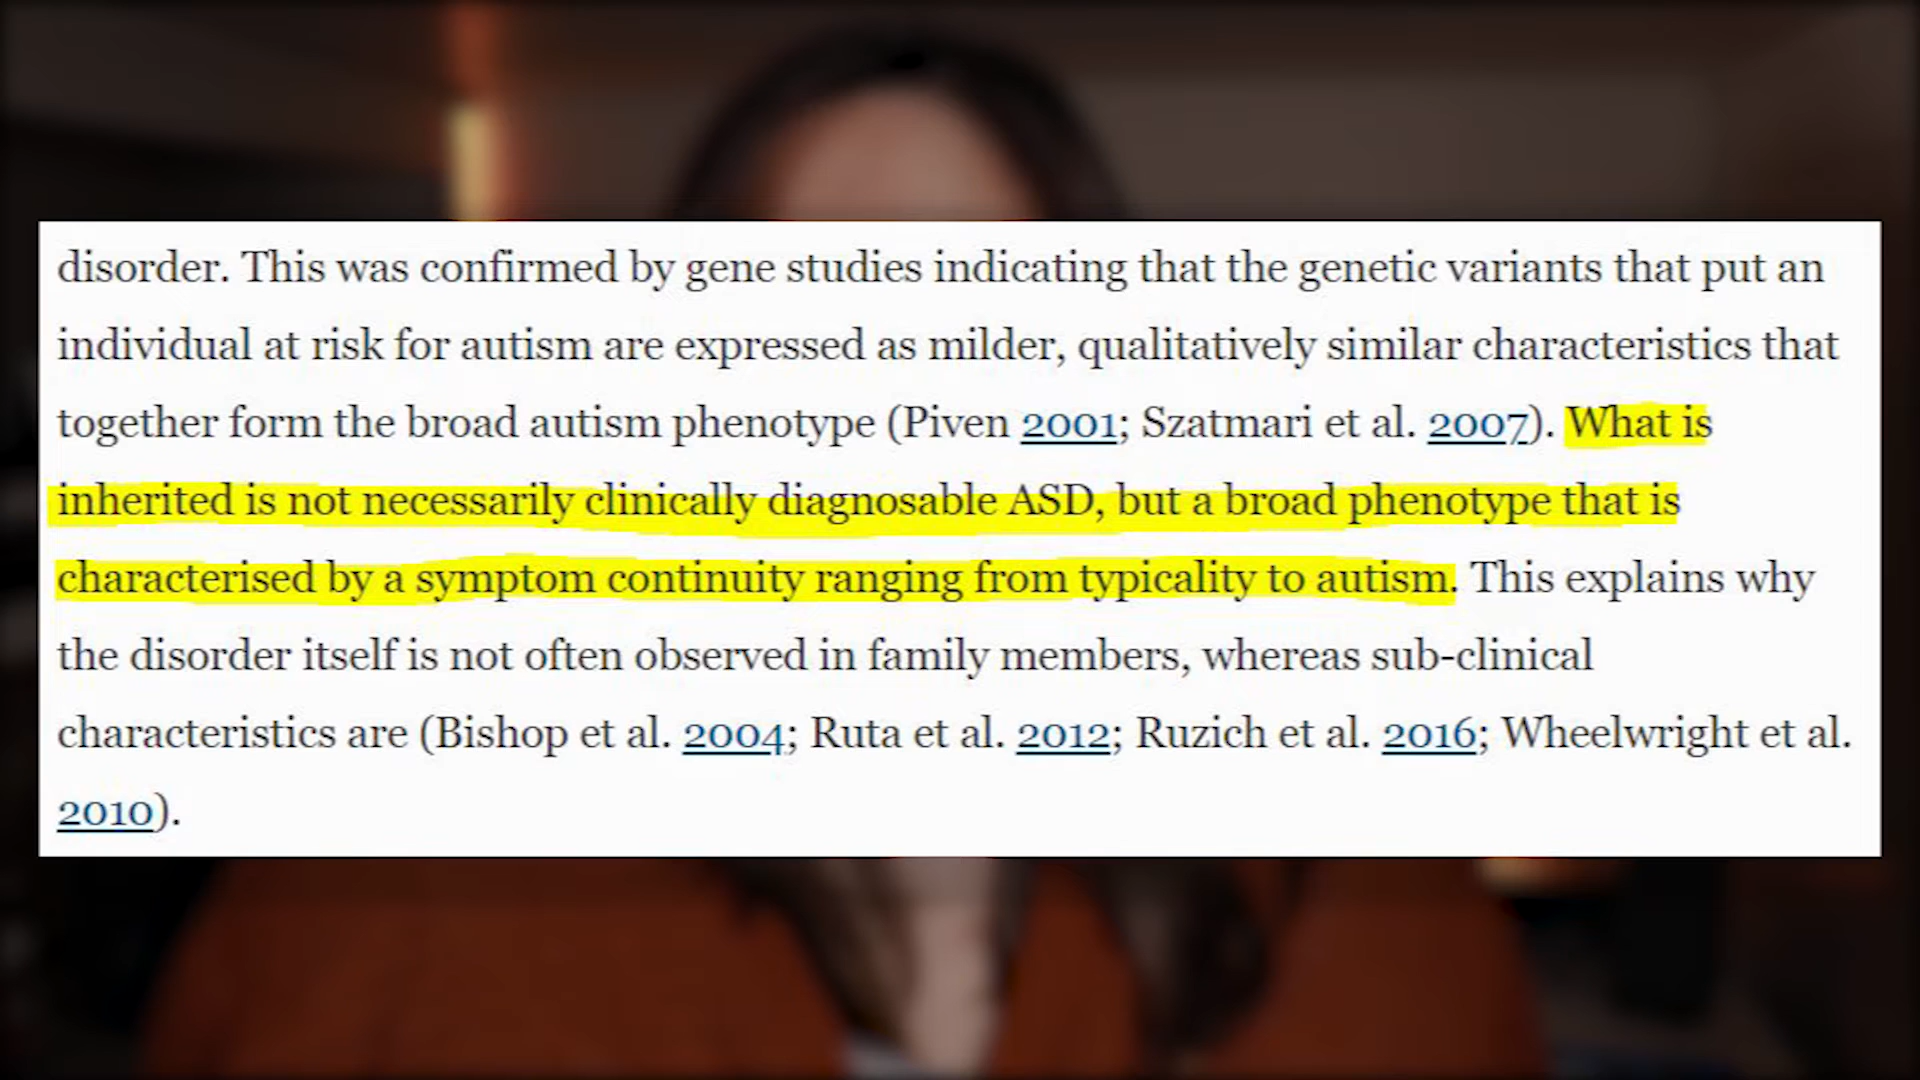 disorder. This was confirmed by gene studies indicating that the genetic variants that put an
individual at risk for autism are expressed as milder, qualitatively similar characteristics that
together form the broad autism phenotype (Piven 2001; Szatmari et al. 2007). What is
inherited is not necessarily clinically diagnosable ASD, but a broad phenotype that is
characterised by a symptom continuity ranging from typicality to autism. This explains why
the disorder itself is not often observed in family members, whereas sub-clinical
characteristics are (Bishop et al. 2004; Ruta et al. 2012; Ruzich et al. 2016; Wheelwright et al.
2010).